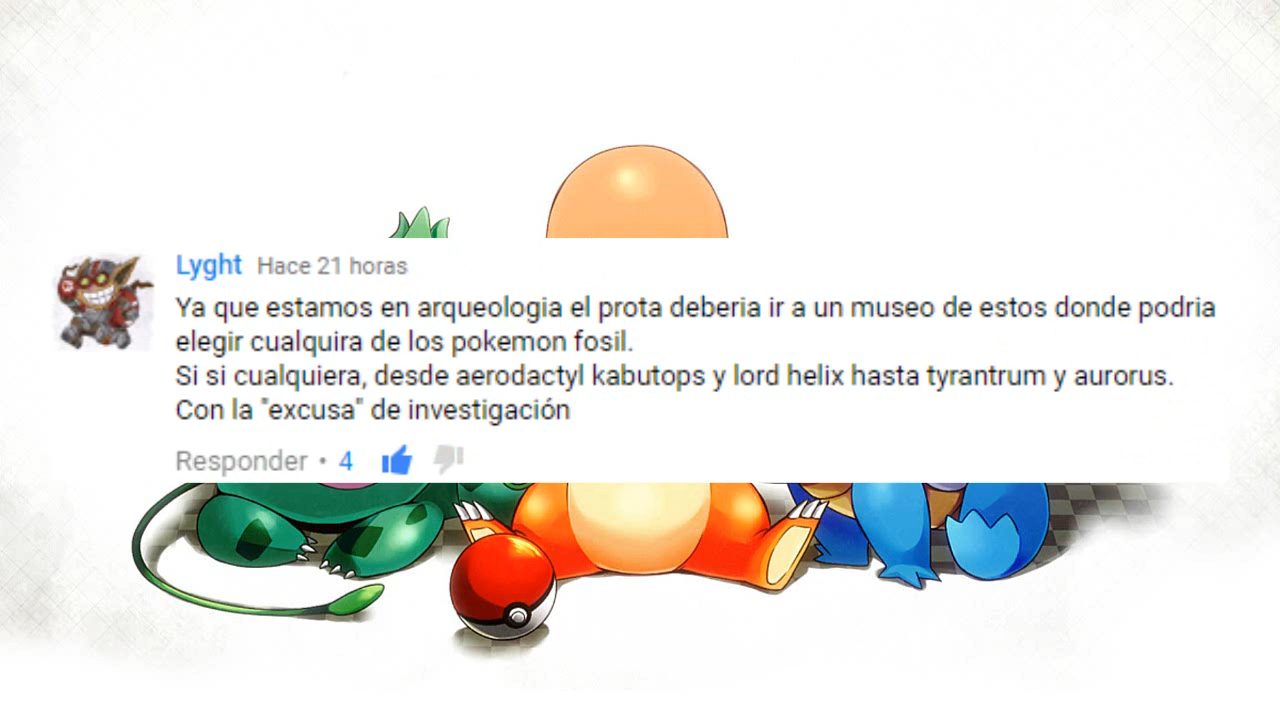 Lyght Hace 21 horas
Ya que estamos en arqueologia el prota deberia ir a un museo de estos donde podria
elegir cualquira de los pokemon fosil.
Si si cualquiera, desde aerodactyl kabutops y lord helix hasta tyrantrum y aurorus.
Con la "excusa" de investigación
Responder • 4